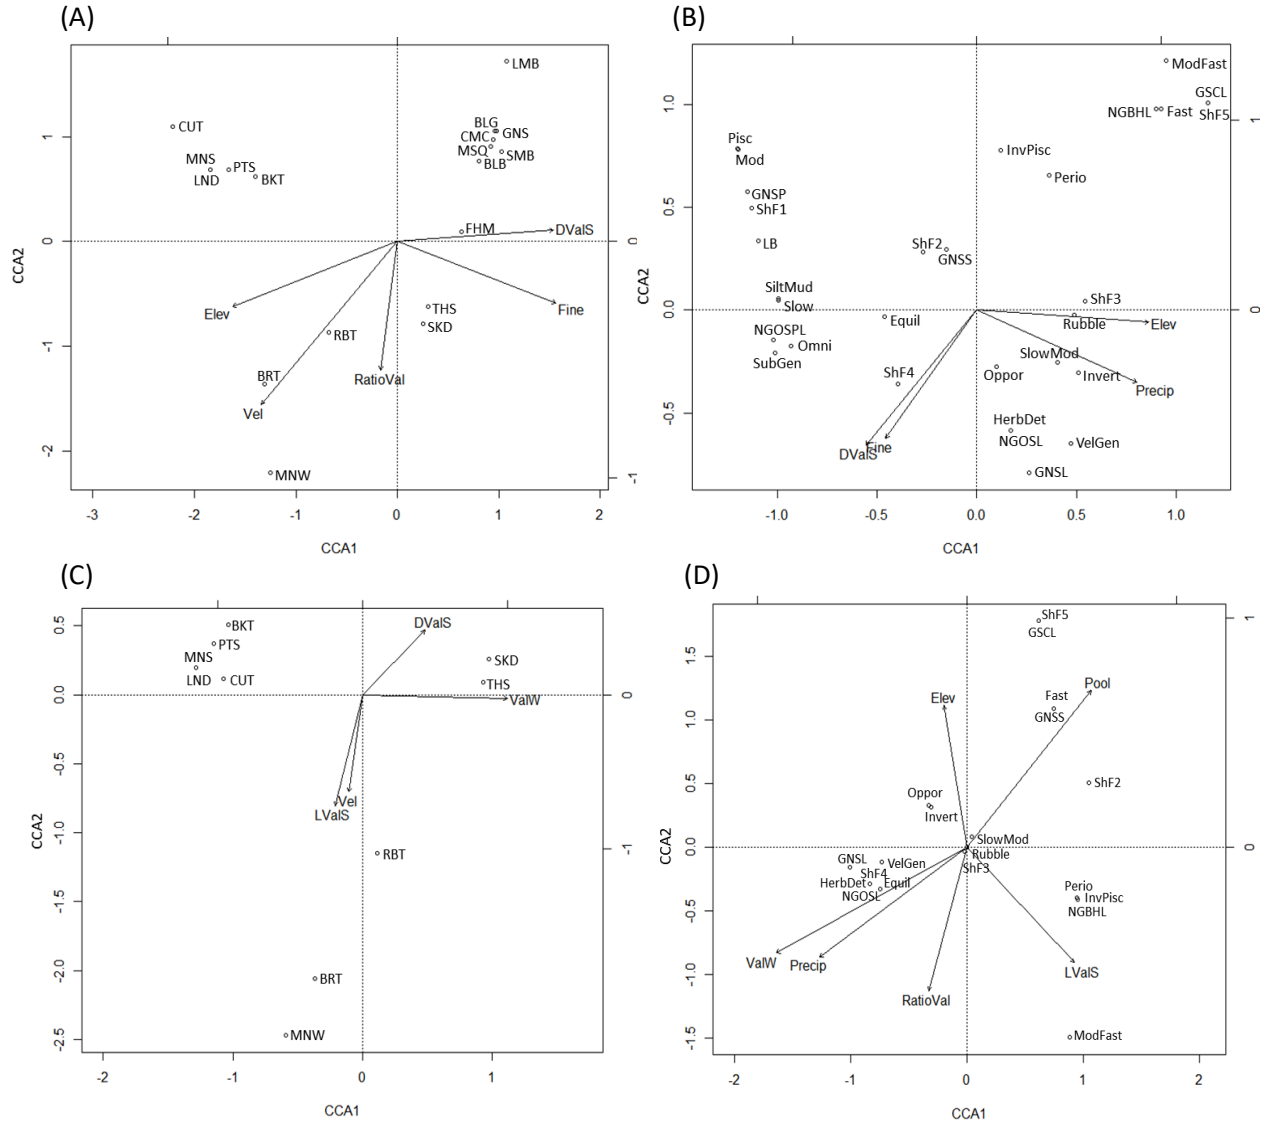 (A)
LMB
CUT
BLG
GNS
CMC
MSQ
SMB
BLB
MNS
PTS
LND
BKT
FHM
DValS
Elev
Fine
THS
SKD
RBT
RatioVal
BRT
Vel
MNW
1
0
-1
-2
0
-1
-3
-2
-1
0
1
2
CCA1
CCA2
(B)
ModFast
GSCL
NGBHL
Fast
ShF5
Pisc
Mod
InvPisc
Perio
GNSP
ShF1
LB
ShF2
GNSS
SiltMud
Slow
ShF3
Equil
Rubble
Elev
NGOSPL
Omni
SubGen
SlowMod
ShF4
Oppor
Invert
Precip
HerbDet
NGOSL
VelGen
DValS
Fine
GNSL
1.0
0.5
0.0
-0.5
1
0
-1.0
-0.5
0.0
0.5
1.0
CCA1
CCA2
(C)
BKT
DValS
PTS
MNS
SKD
LND
CUT
THS
ValW
Vel
LValS
RBT
BRT
MNW
0.5
0.0
-0.5
-1.0
-1.5
-2.0
-2.5
0
-1
-2
-1
0
1
CCA1
CCA2
(D)
ShF5
GSCL
Pool
Elev
Fast
GNSS
ShF2
Oppor
Invert
SlowMod
Rubble
ShF3
GNSL
VelGen
ShF4
HerbDet
Equil
NGOSL
Perio
InvPisc
NGBHL
ValW
Precip
LValS
RatioVal
ModFast
1.5
1.0
0.5
0.0
-0.5
-1.0
-1.5
1
0
-2
-1
0
1
2
CCA1
CCA2